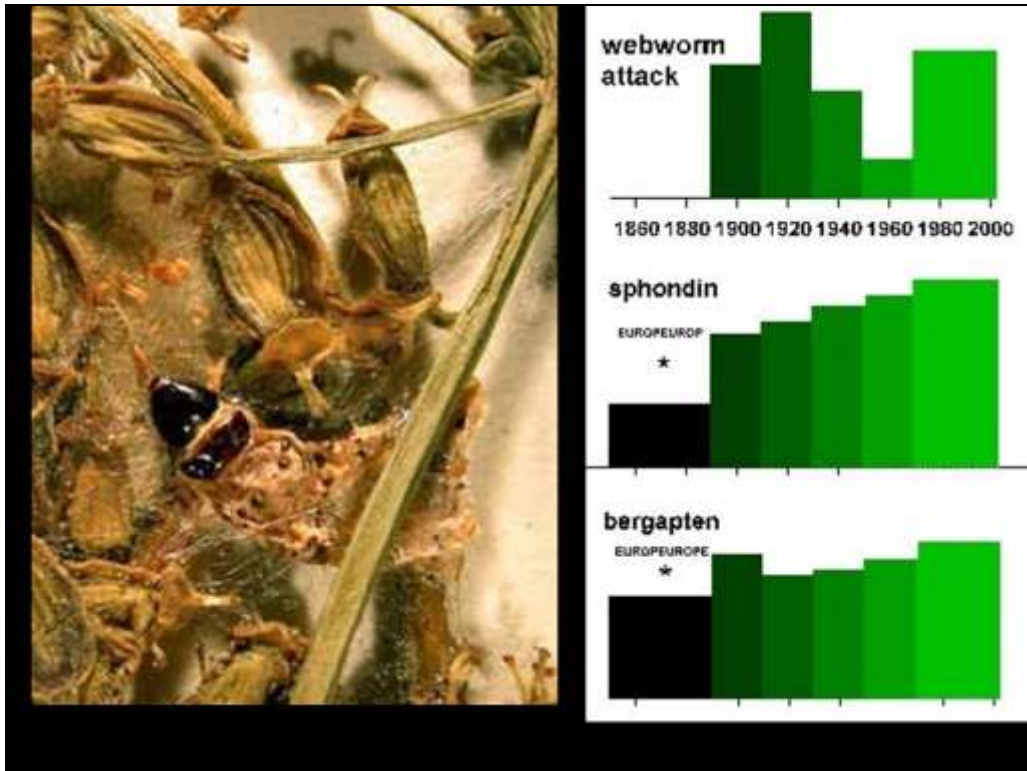 webworm
attack
1860 1880 1900 1920 1940 1960 1980 2000
sphondin
EUROPEUROP
*
bergapten
EUROPEUROPE
*